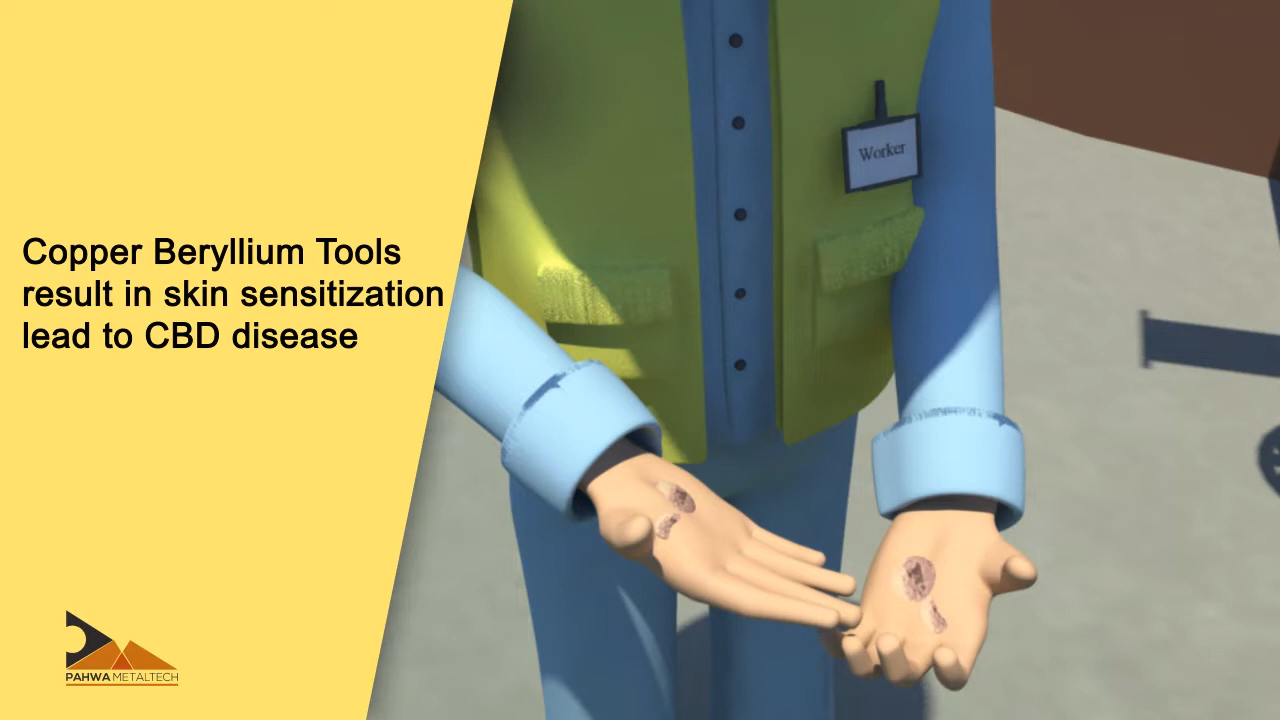 Copper Beryllium Tools
result in skin sensitization
lead to CBD disease
Worker
PAHWA METALTECH